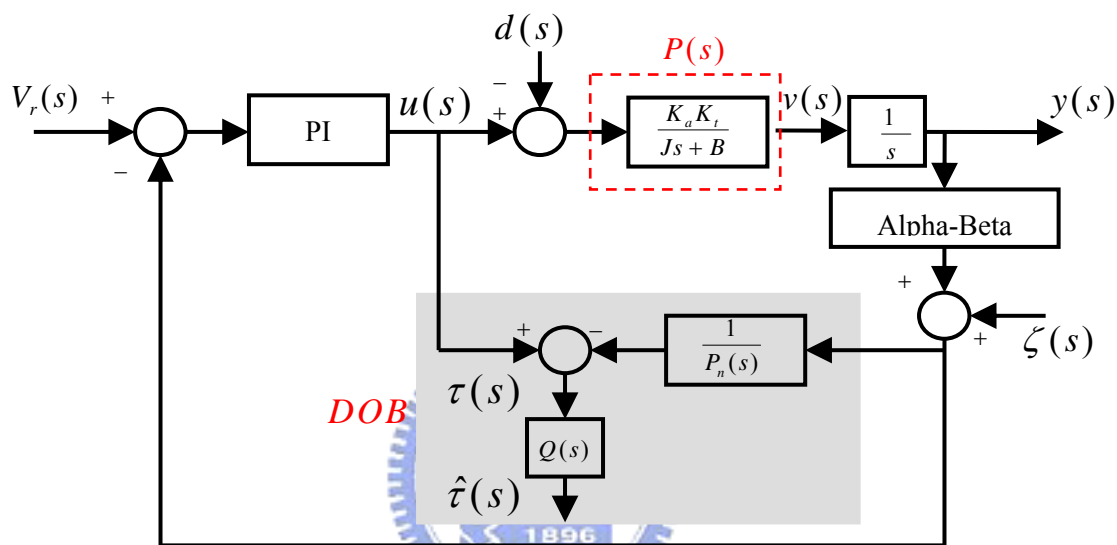 d(s)
P(s)
V_r(s)
+
−
PI
u(s)
−
+
K_a K_t
Js + B
v(s)
1
s
y(s)
Alpha-Beta
+
+
ζ(s)
+
−
1
P_n(s)
τ(s)
DOB
Q(s)
τ̂(s)
1896